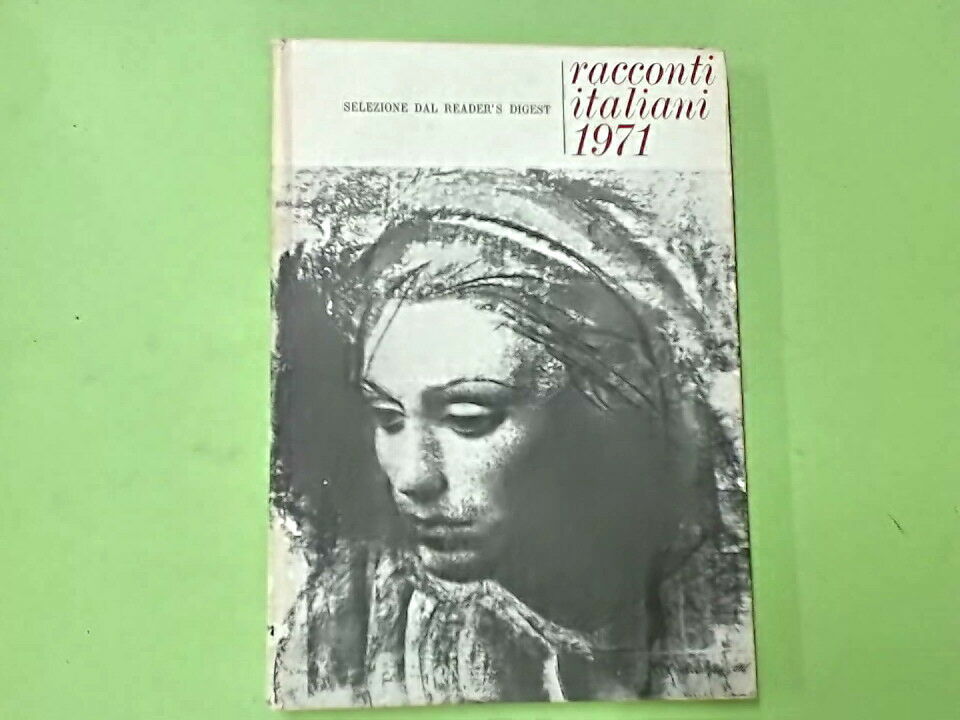 SELEZIONE DAL READER'S DIGEST
racconti
italiani
1971